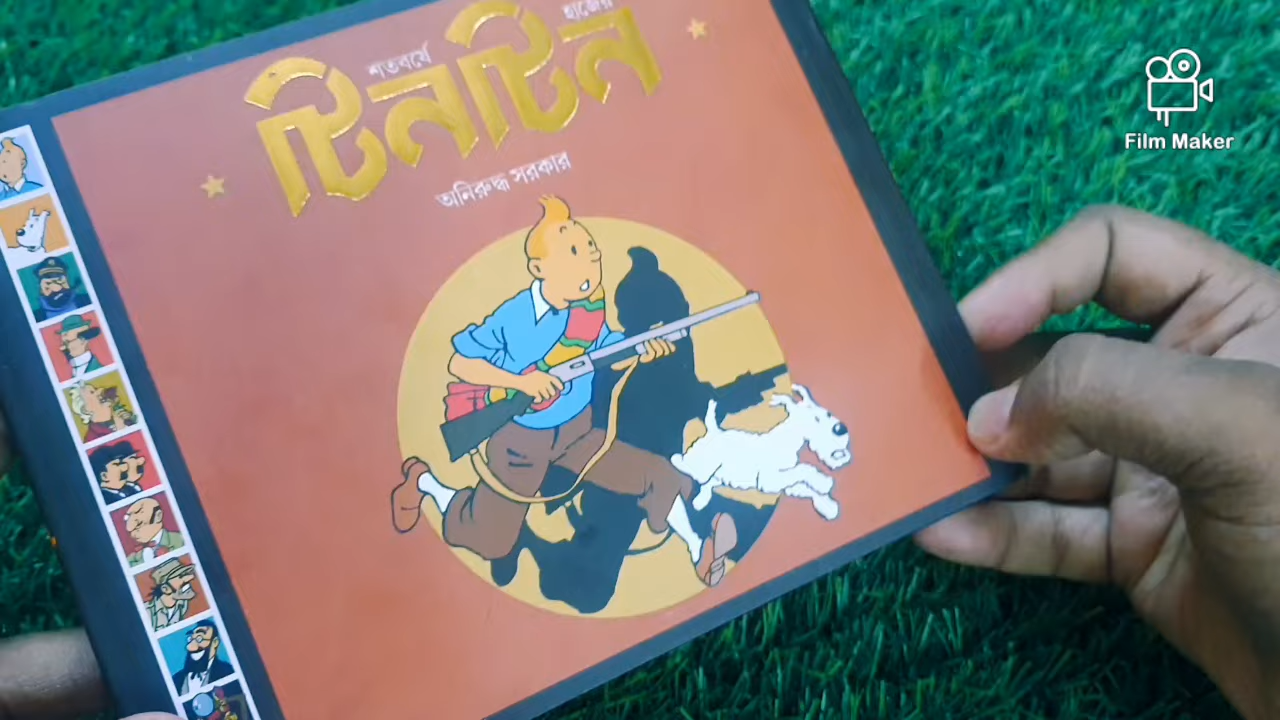 শতবর্ষে
হার্জের
টিনটিন
অনিরুদ্ধ সরকার
Film Maker